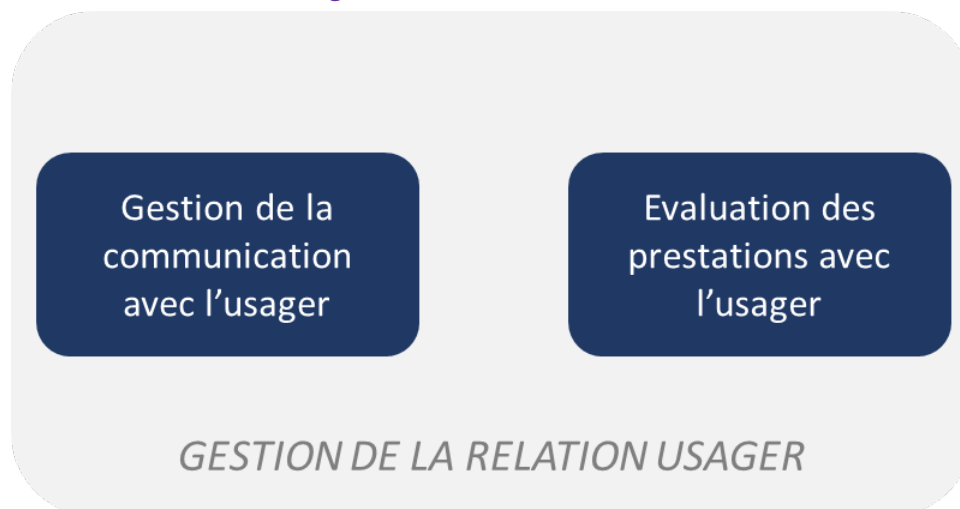 Gestion de la
communication
avec l’usager
Evaluation des
prestations avec
l’usager
GESTION DE LA RELATION USAGER